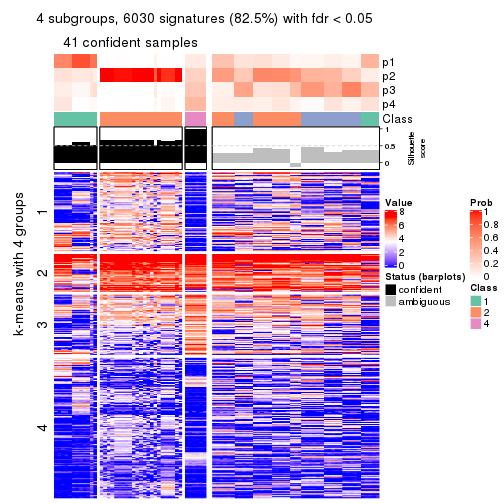 4 subgroups, 6030 signatures (82.5%) with fdr < 0.05
41 confident samples
p1
p2
p3
p4
Class
1
0.5
0
Silhouette
score
k-means with 4 groups
1
2
3
4
Value
8
6
4
2
0
Status (barplots)
confident
ambiguous
Prob
1
0.8
0.6
0.4
0.2
0
Class
1
2
4